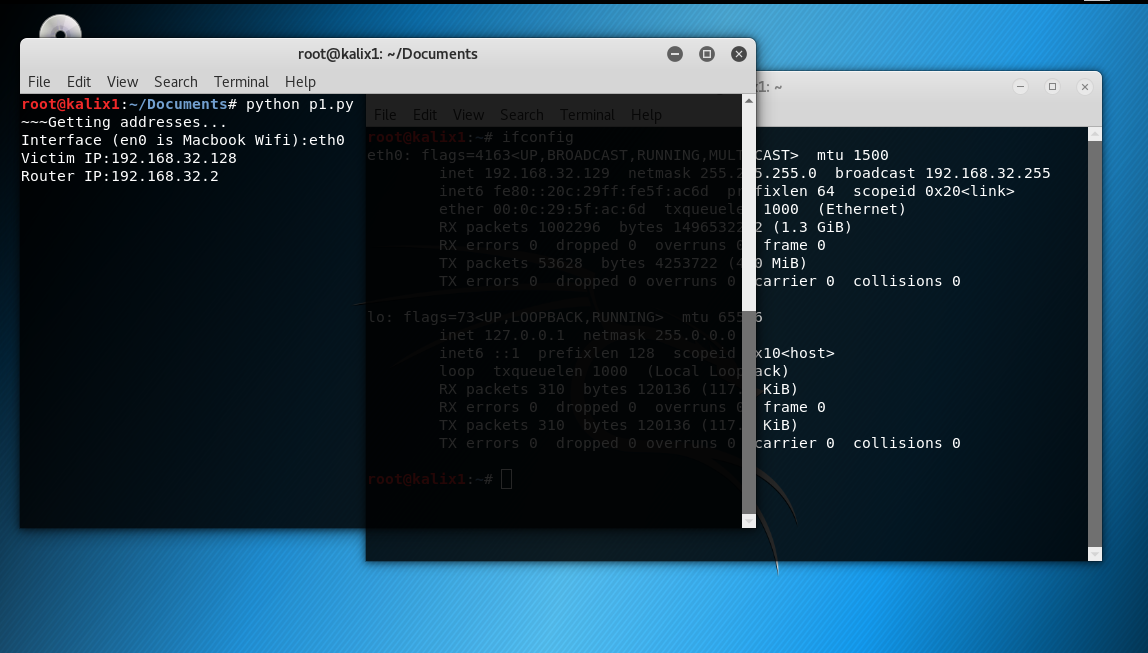 root@kalix1: ~/Documents
File Edit View Search Terminal Help
root@kalix1:~/Documents# python p1.py
~~~Getting addresses...
Interface (en0 is Macbook Wifi):eth0
Victim IP:192.168.32.128
Router IP:192.168.32.2
1: ~
File Edit View Search Terminal Help
root@kalix1:~# ifconfig
eth0: flags=4163<UP,BROADCAST,RUNNING,MULTICAST> mtu 1500
inet 192.168.32.129 netmask 255.255.255.0 broadcast 192.168.32.255
inet6 fe80::20c:29ff:fe5f:ac6d prefixlen 64 scopeid 0x20<link>
ether 00:0c:29:5f:ac:6d txqueuelen 1000 (Ethernet)
RX packets 1002296 bytes (1.3 GiB)
RX errors 0 dropped 0 overruns 0 frame 0
TX packets 53628 bytes 4253722 (4.0 MiB)
TX errors 0 dropped 0 overruns 0 carrier 0 collisions 0
lo: flags=73<UP,LOOPBACK,RUNNING> mtu 65536
inet 127.0.0.1 netmask 255.0.0.0
inet6 ::1 prefixlen 128 scopeid 0x10<host>
loop txqueuelen 1000 (Local Loopback)
RX packets 310 bytes 120136 (117. KiB)
RX errors 0 dropped 0 overruns 0 frame 0
TX packets 310 bytes 120136 (117. KiB)
TX errors 0 dropped 0 overruns 0 carrier 0 collisions 0
root@kalix1:~#